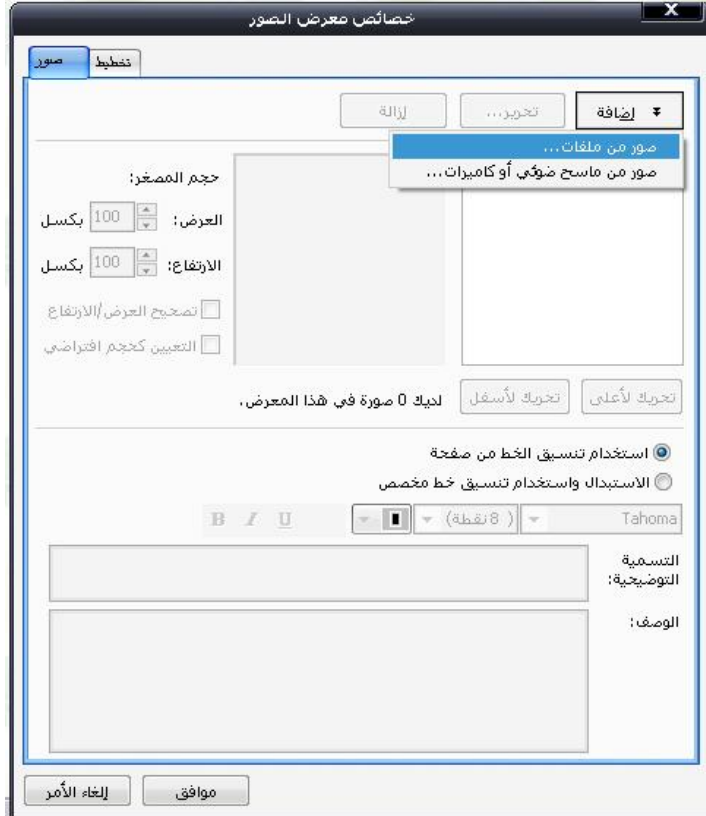 خصائص معرض الصور
X
صور
تخطيط
إضافة
تحرير...
إزالة
صور من ملفات...
صور من ماسح ضوئي أو كاميرات...
حجم المصغر:
العرض: 100 بكسل
الارتفاع: 100 بكسل
تصحيح العرض/الارتفاع
التعيين كحجم افتراضي
تحريك لأعلى
تحريك لأسفل
لديك 0 صورة في هذا المعرض.
استخدام تنسيق الخط من صفحة
الاستبدال واستخدام تنسيق خط مخصص
Tahoma
( 8 نقطة)
B I U
التسمية
التوضيحية:
الوصف:
موافق
إلغاء الأمر